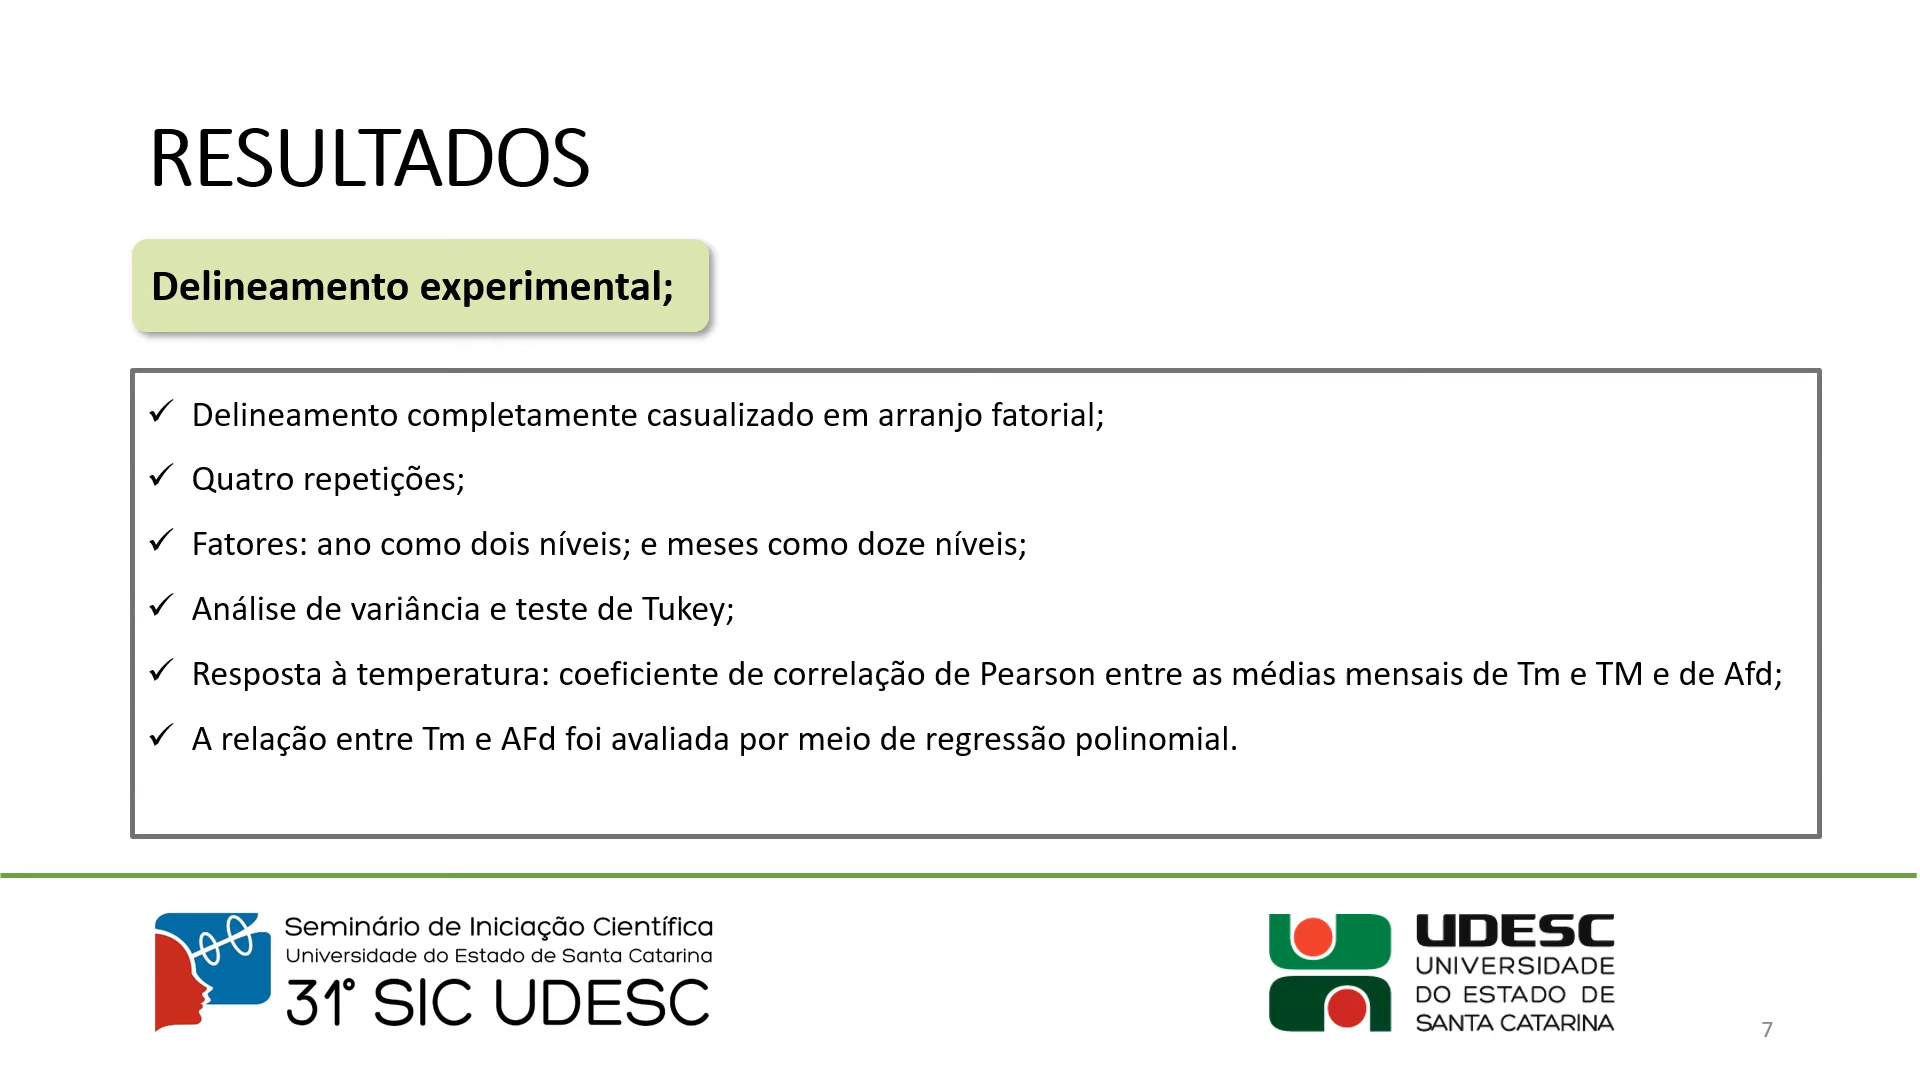 RESULTADOS
Delineamento experimental;
✓ Delineamento completamente casualizado em arranjo fatorial;
✓ Quatro repetições;
✓ Fatores: ano como dois níveis; e meses como doze níveis;
✓ Análise de variância e teste de Tukey;
✓ Resposta à temperatura: coeficiente de correlação de Pearson entre as médias mensais de Tm e TM e de Afd;
✓ A relação entre Tm e AFd foi avaliada por meio de regressão polinomial.
Seminário de Iniciação Científica
Universidade do Estado de Santa Catarina
31° SIC UDESC
UDESC
UNIVERSIDADE
DO ESTADO DE
SANTA CATARINA
7